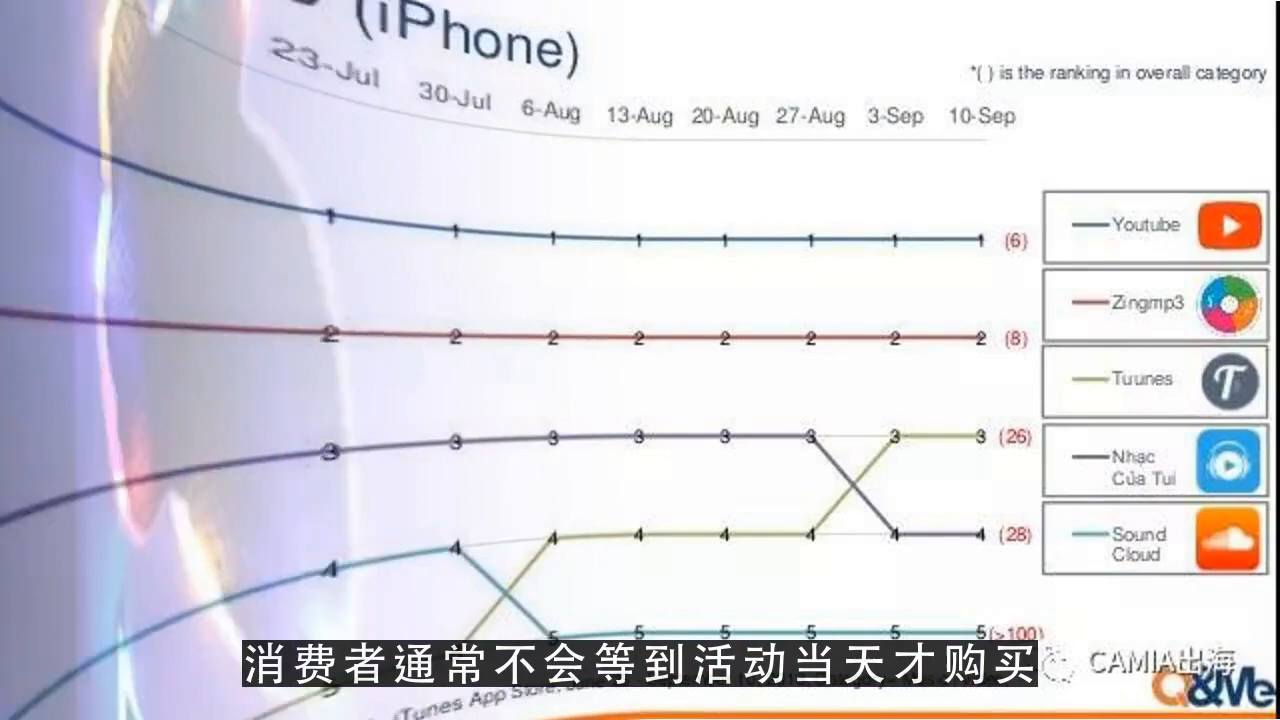 (iPhone)
*( ) is the ranking in overall category
23-Jul 30-Jul 6-Aug 13-Aug 20-Aug 27-Aug 3-Sep 10-Sep
1 1 1 1 1 1 1 1 (6)
Youtube
2 2 2 2 2 2 2 2 (8)
Zingmp3
Tuunes
3 3 3 3 3 3 3 3 (26)
Nhạc
Của Tui
4 4 4 4 4 4 4 4 (28)
Sound
Cloud
5 5 5 5 5 5 5 (>100)
消费者通常不会等到活动当天才购买
CAMIA出海
Q&Me
iTunes App Store,